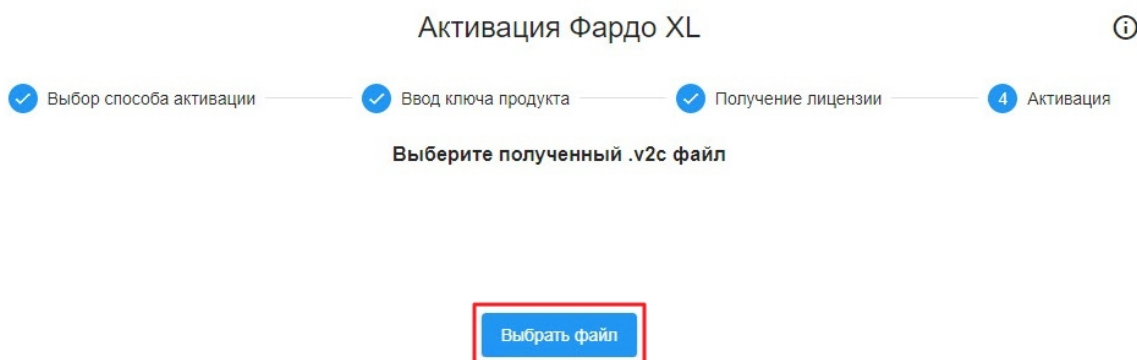 Активация Фардо XL
Выбор способа активации
Ввод ключа продукта
Получение лицензии
4 Активация
Выберите полученный .v2c файл
Выбрать файл